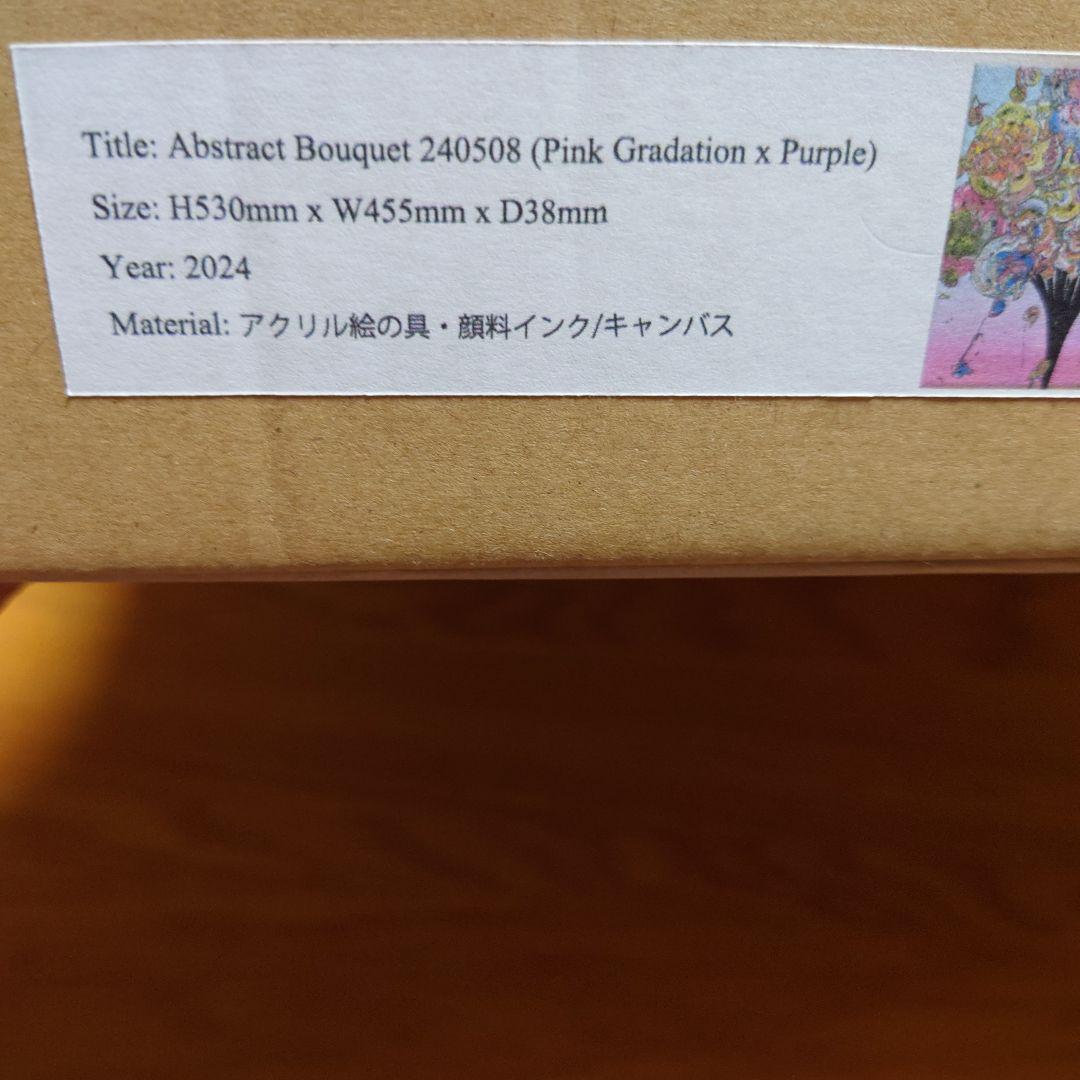 Title: Abstract Bouquet 240508 (Pink Gradation x Purple)
Size: H530mm x W455mm x D38mm
Year: 2024
Material: アクリル絵の具・顔料インク/キャンバス